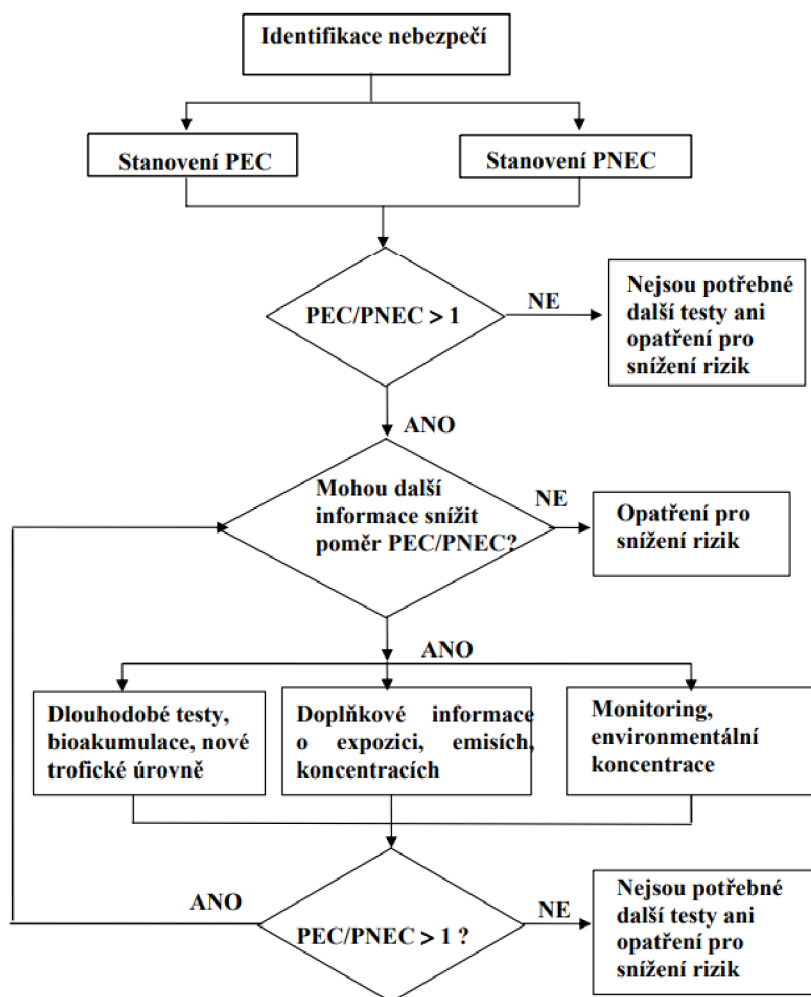 Identifikace nebezpečí
Stanovení PEC
Stanovení PNEC
PEC/PNEC > 1
NE
Nejsou potřebné
další testy ani
opatření pro
snížení rizik
ANO
Mohou další
informace snížit
poměr PEC/PNEC?
NE
Opatření pro
snížení rizik
ANO
Dlouhodobé testy,
bioakumulace, nové
trofické úrovně
Doplňkové informace
o expozici, emisích,
koncentracích
Monitoring,
environmentální
koncentrace
ANO
PEC/PNEC > 1 ?
NE
Nejsou potřebné
další testy ani
opatření pro
snížení rizik